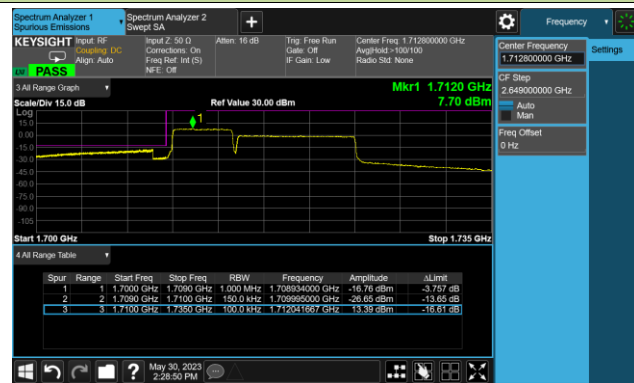 Spectrum Analyzer 1
Spurious Emissions
Spectrum Analyzer 2
Swept SA
Frequency
KEYSIGHT
Input: RF
Coupling: DC
Align: Auto
Input Z: 50 Ω
Corrections: On
Freq Ref: Int (S)
NFE: Off
Atten: 16 dB
Trig: Free Run
Gate: Off
IF Gain: Low
Center Freq: 1.712800000 GHz
Avg|Hold:>100/100
Radio Std: None
PASS
3 All Range Graph
Mkr1 1.7120 GHz
Scale/Div 15.0 dB
Ref Value 30.00 dBm
7.70 dBm
Log
15.0
0.00
-15.0
-30.0
-45.0
-60.0
-75.0
-90.0
-105
1
Start 1.700 GHz
Stop 1.735 GHz
4 All Range Table
Spur Range Start Freq Stop Freq RBW Frequency Amplitude ΔLimit
1 1 1.7000 GHz 1.7090 GHz 1.000 MHz 1.708934000 GHz -16.76 dBm -3.757 dB
2 2 1.7090 GHz 1.7100 GHz 150.0 kHz 1.709995000 GHz -26.65 dBm -13.65 dB
3 3 1.7100 GHz 1.7350 GHz 100.0 kHz 1.712041667 GHz 13.39 dBm -16.61 dB
Center Frequency
1.712800000 GHz
Settings
CF Step
2.649000000 GHz
Auto
Man
Freq Offset
0 Hz
May 30, 2023
2:28:50 PM